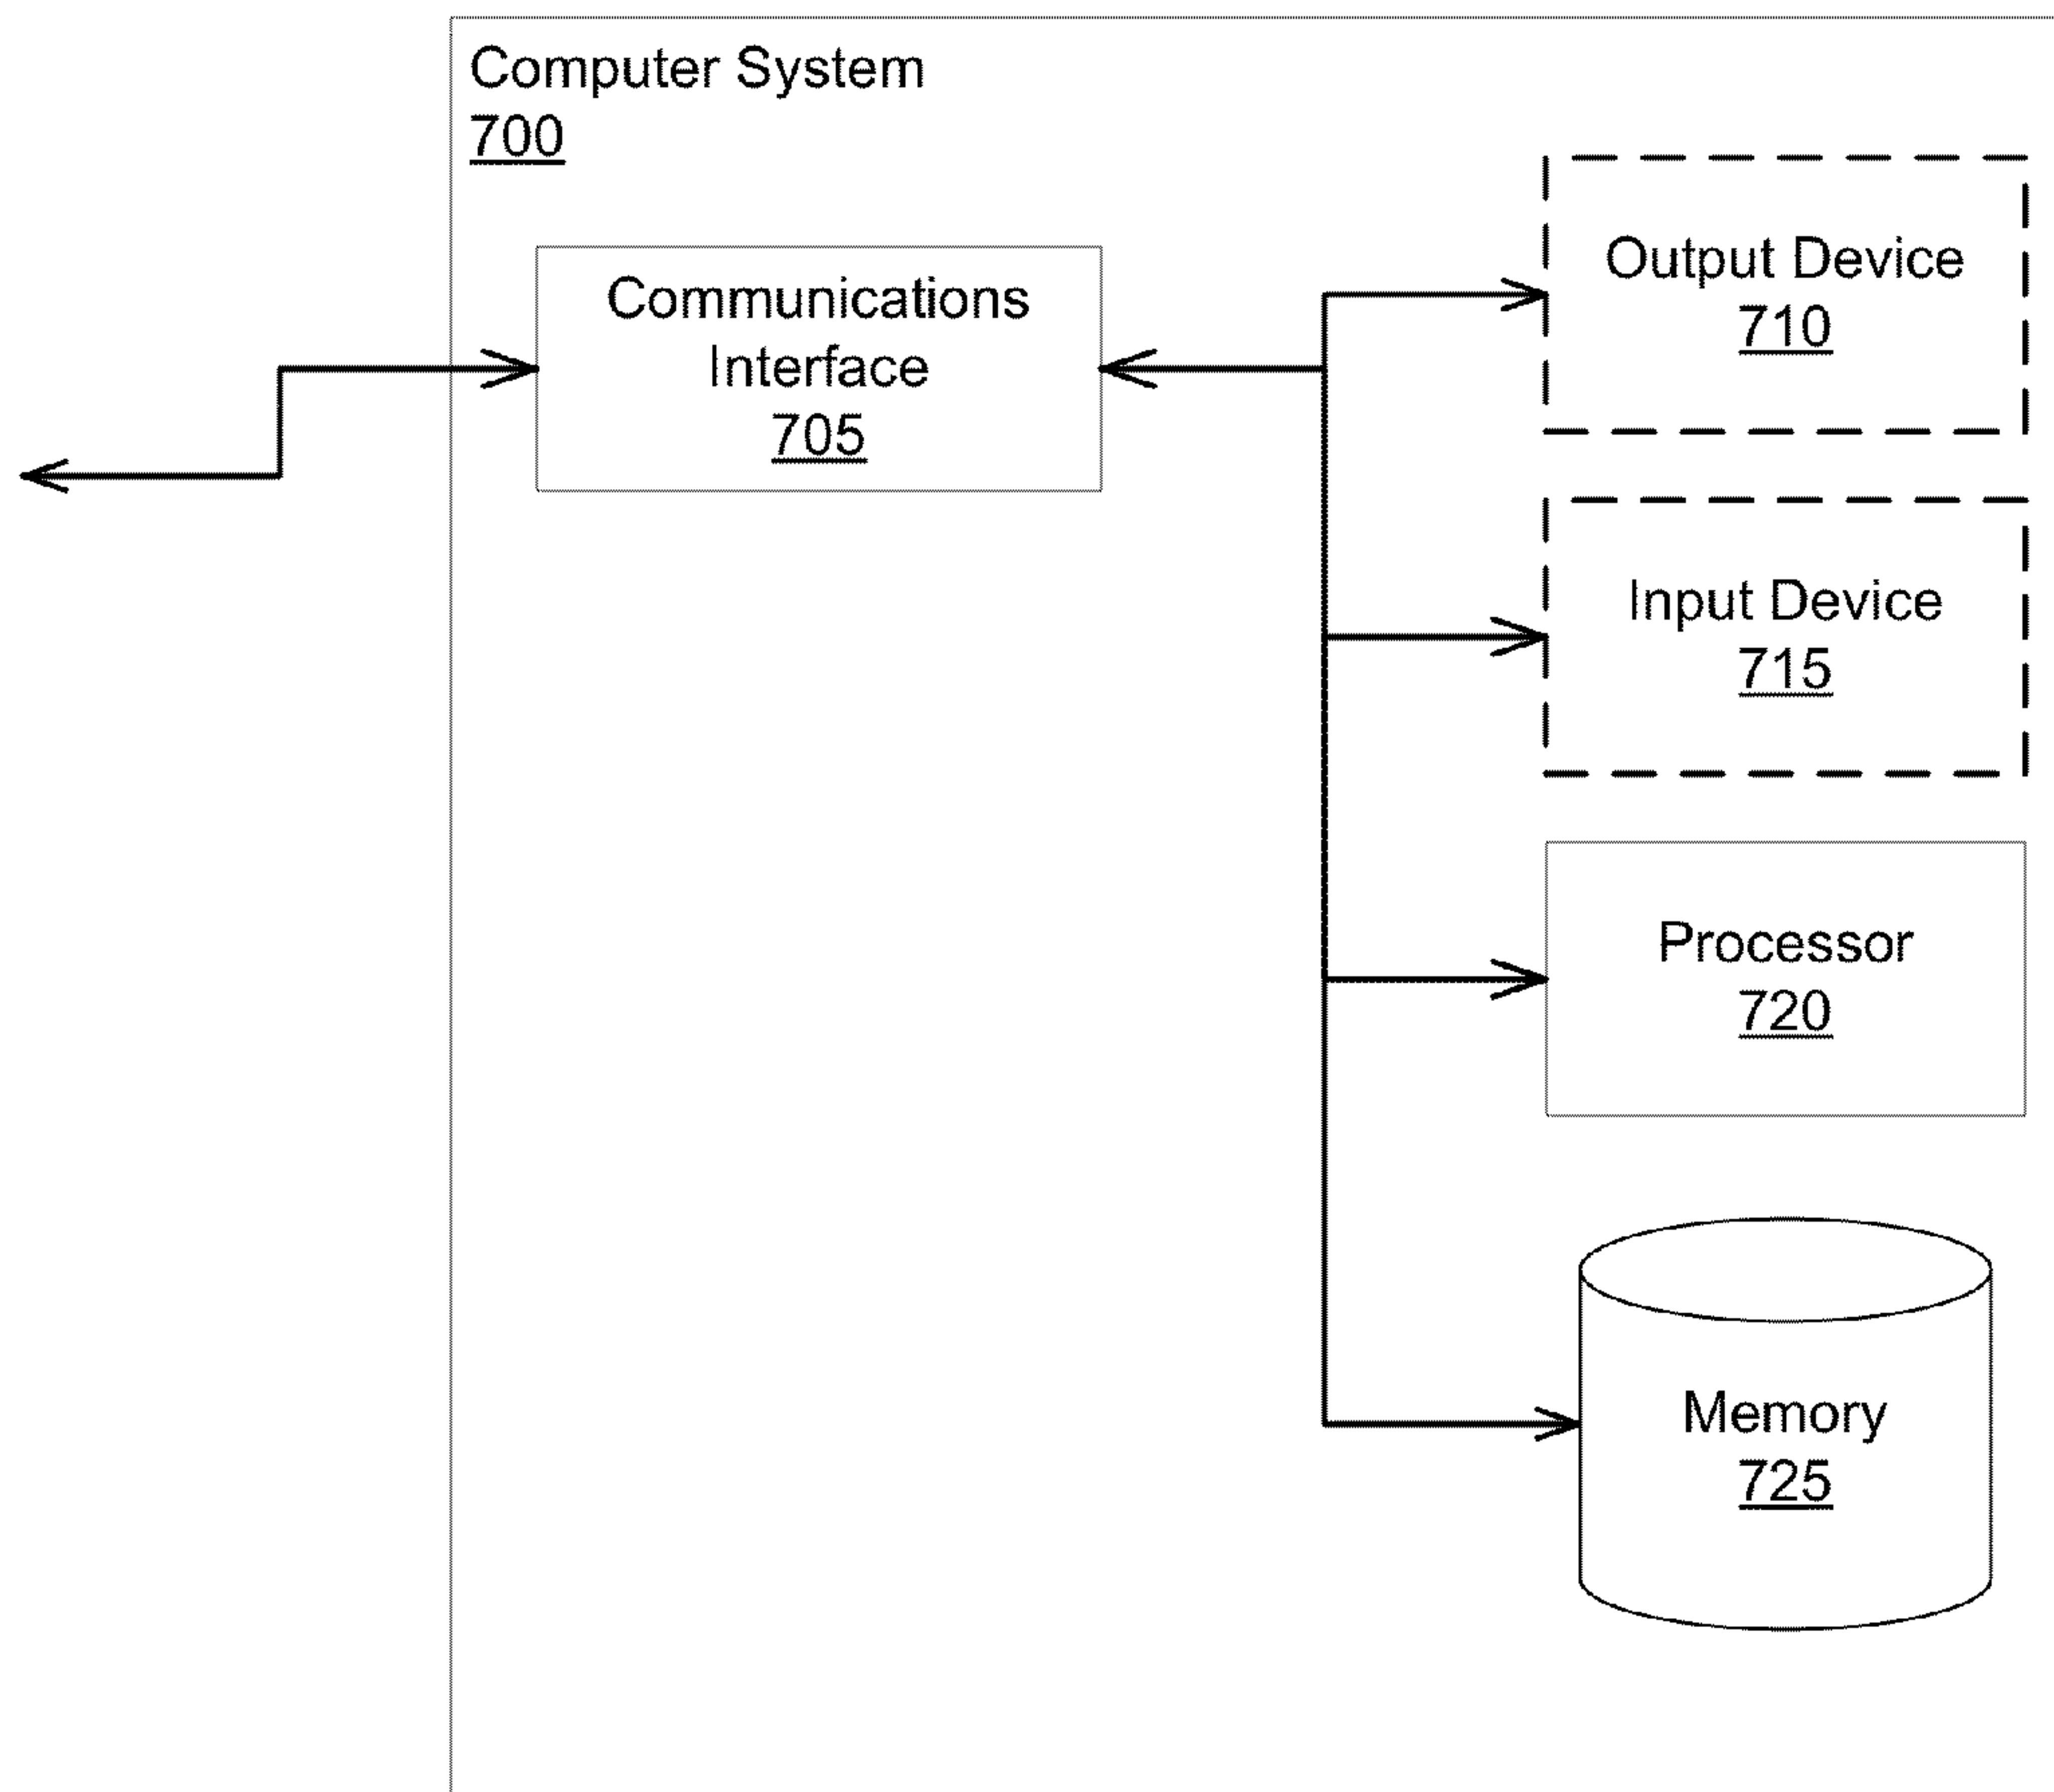 Computer System
700
Communications
Interface
705
Output Device
710
Input Device
715
Processor
720
Memory
725